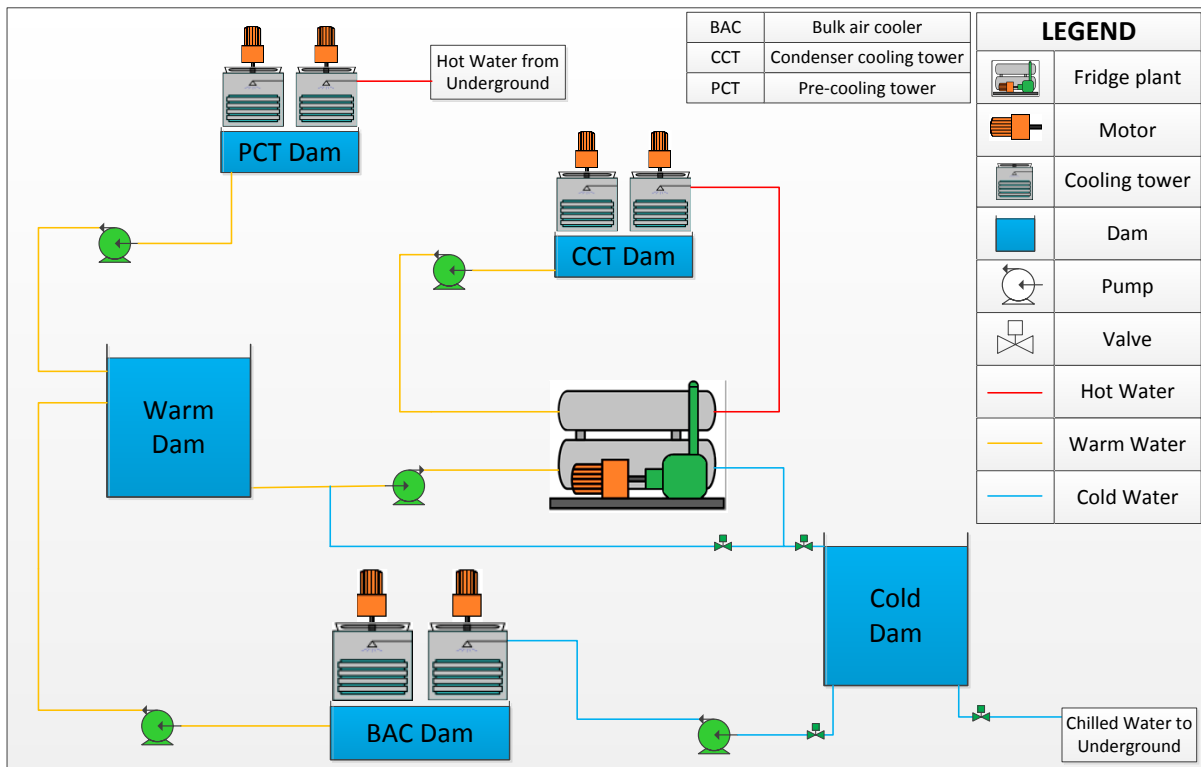 Hot Water from
Underground
BAC Bulk air cooler
CCT Condenser cooling tower
PCT Pre-cooling tower
LEGEND
Fridge plant
Motor
Cooling tower
Dam
Pump
Valve
Hot Water
Warm Water
Cold Water
PCT Dam
CCT Dam
Warm
Dam
Cold
Dam
BAC Dam
Chilled Water to
Underground